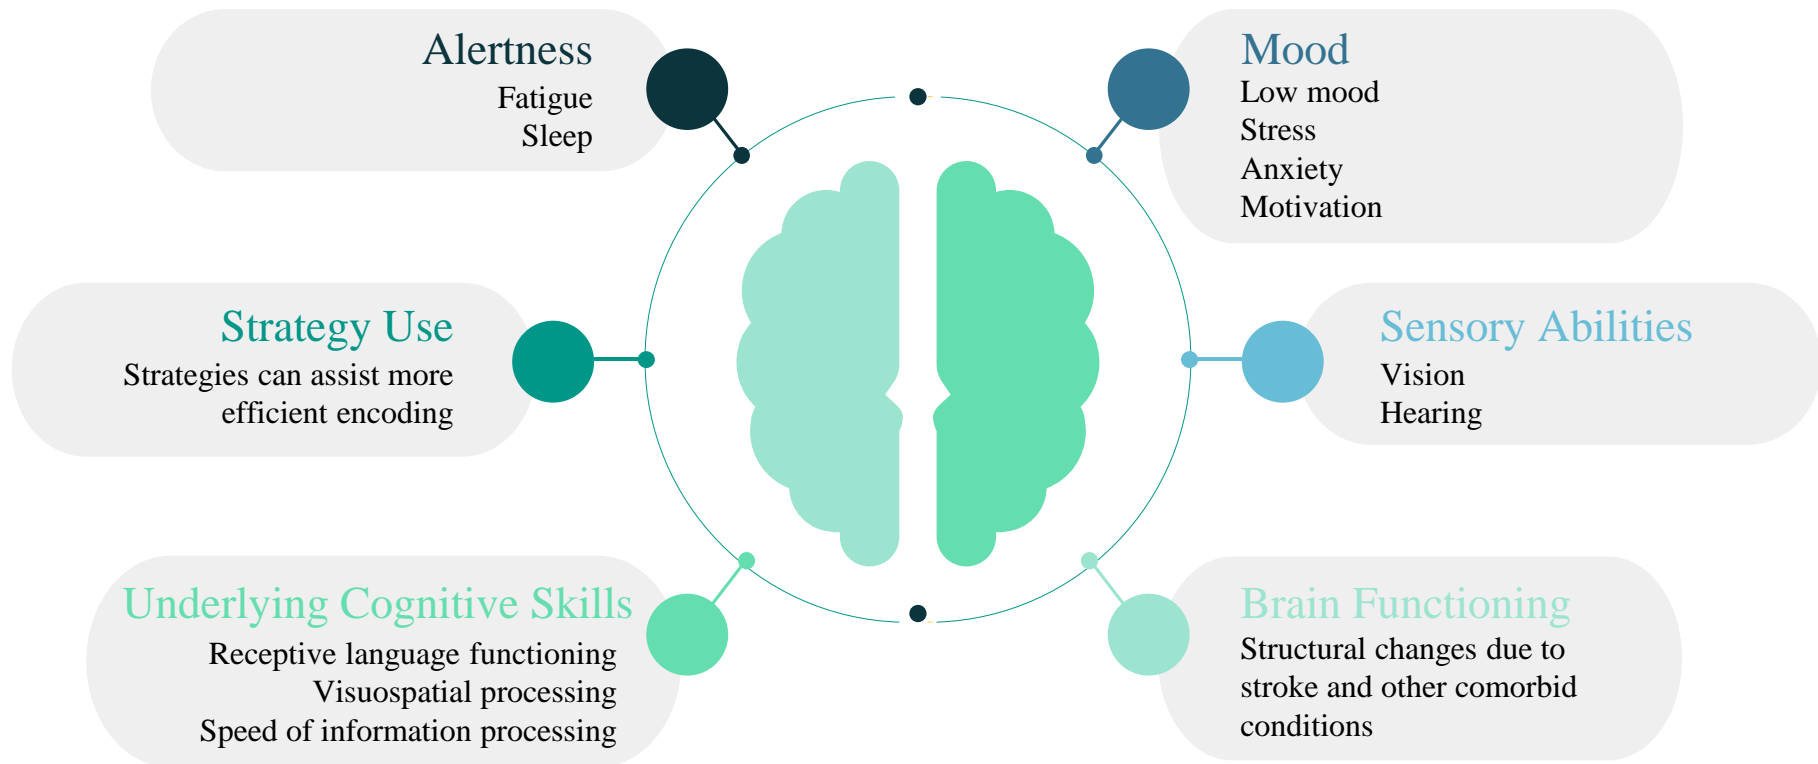 Alertness
Fatigue
Sleep
Mood
Low mood
Stress
Anxiety
Motivation
Strategy Use
Strategies can assist more
efficient encoding
Sensory Abilities
Vision
Hearing
Underlying Cognitive Skills
Receptive language functioning
Visuospatial processing
Speed of information processing
Brain Functioning
Structural changes due to
stroke and other comorbid
conditions